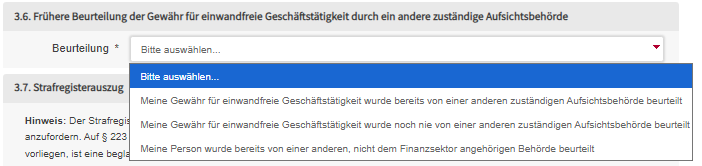 3.6. Frühere Beurteilung der Gewähr für einwandfreie Geschäftstätigkeit durch ein andere zuständige Aufsichtsbehörde
Beurteilung * Bitte auswählen...
Bitte auswählen...
3.7. Strafregisterauszug
Meine Gewähr für einwandfreie Geschäftstätigkeit wurde bereits von einer anderen zuständigen Aufsichtsbehörde beurteilt
Hinweis: Der Strafregis
Meine Gewähr für einwandfreie Geschäftstätigkeit wurde noch nie von einer anderen zuständigen Aufsichtsbehörde beurteilt
anzufordern. Auf § 223
Meine Person wurde bereits von einer anderen, nicht dem Finanzsektor angehörigen Behörde beurteilt
vorliegen, ist eine begla